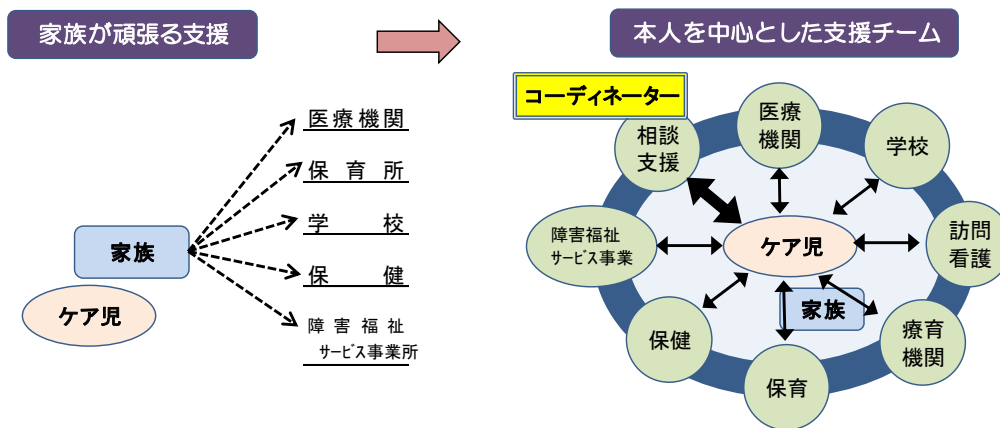 家族が頑張る支援
本人を中心とした支援チーム
医療機関
保育所
学校
保健
障害福祉
サービス事業所
家族
ケア児
コーディネーター
相談
支援
医療
機関
学校
訪問
看護
療育
機関
保育
保健
障害福祉
サービス事業
ケア児
家族